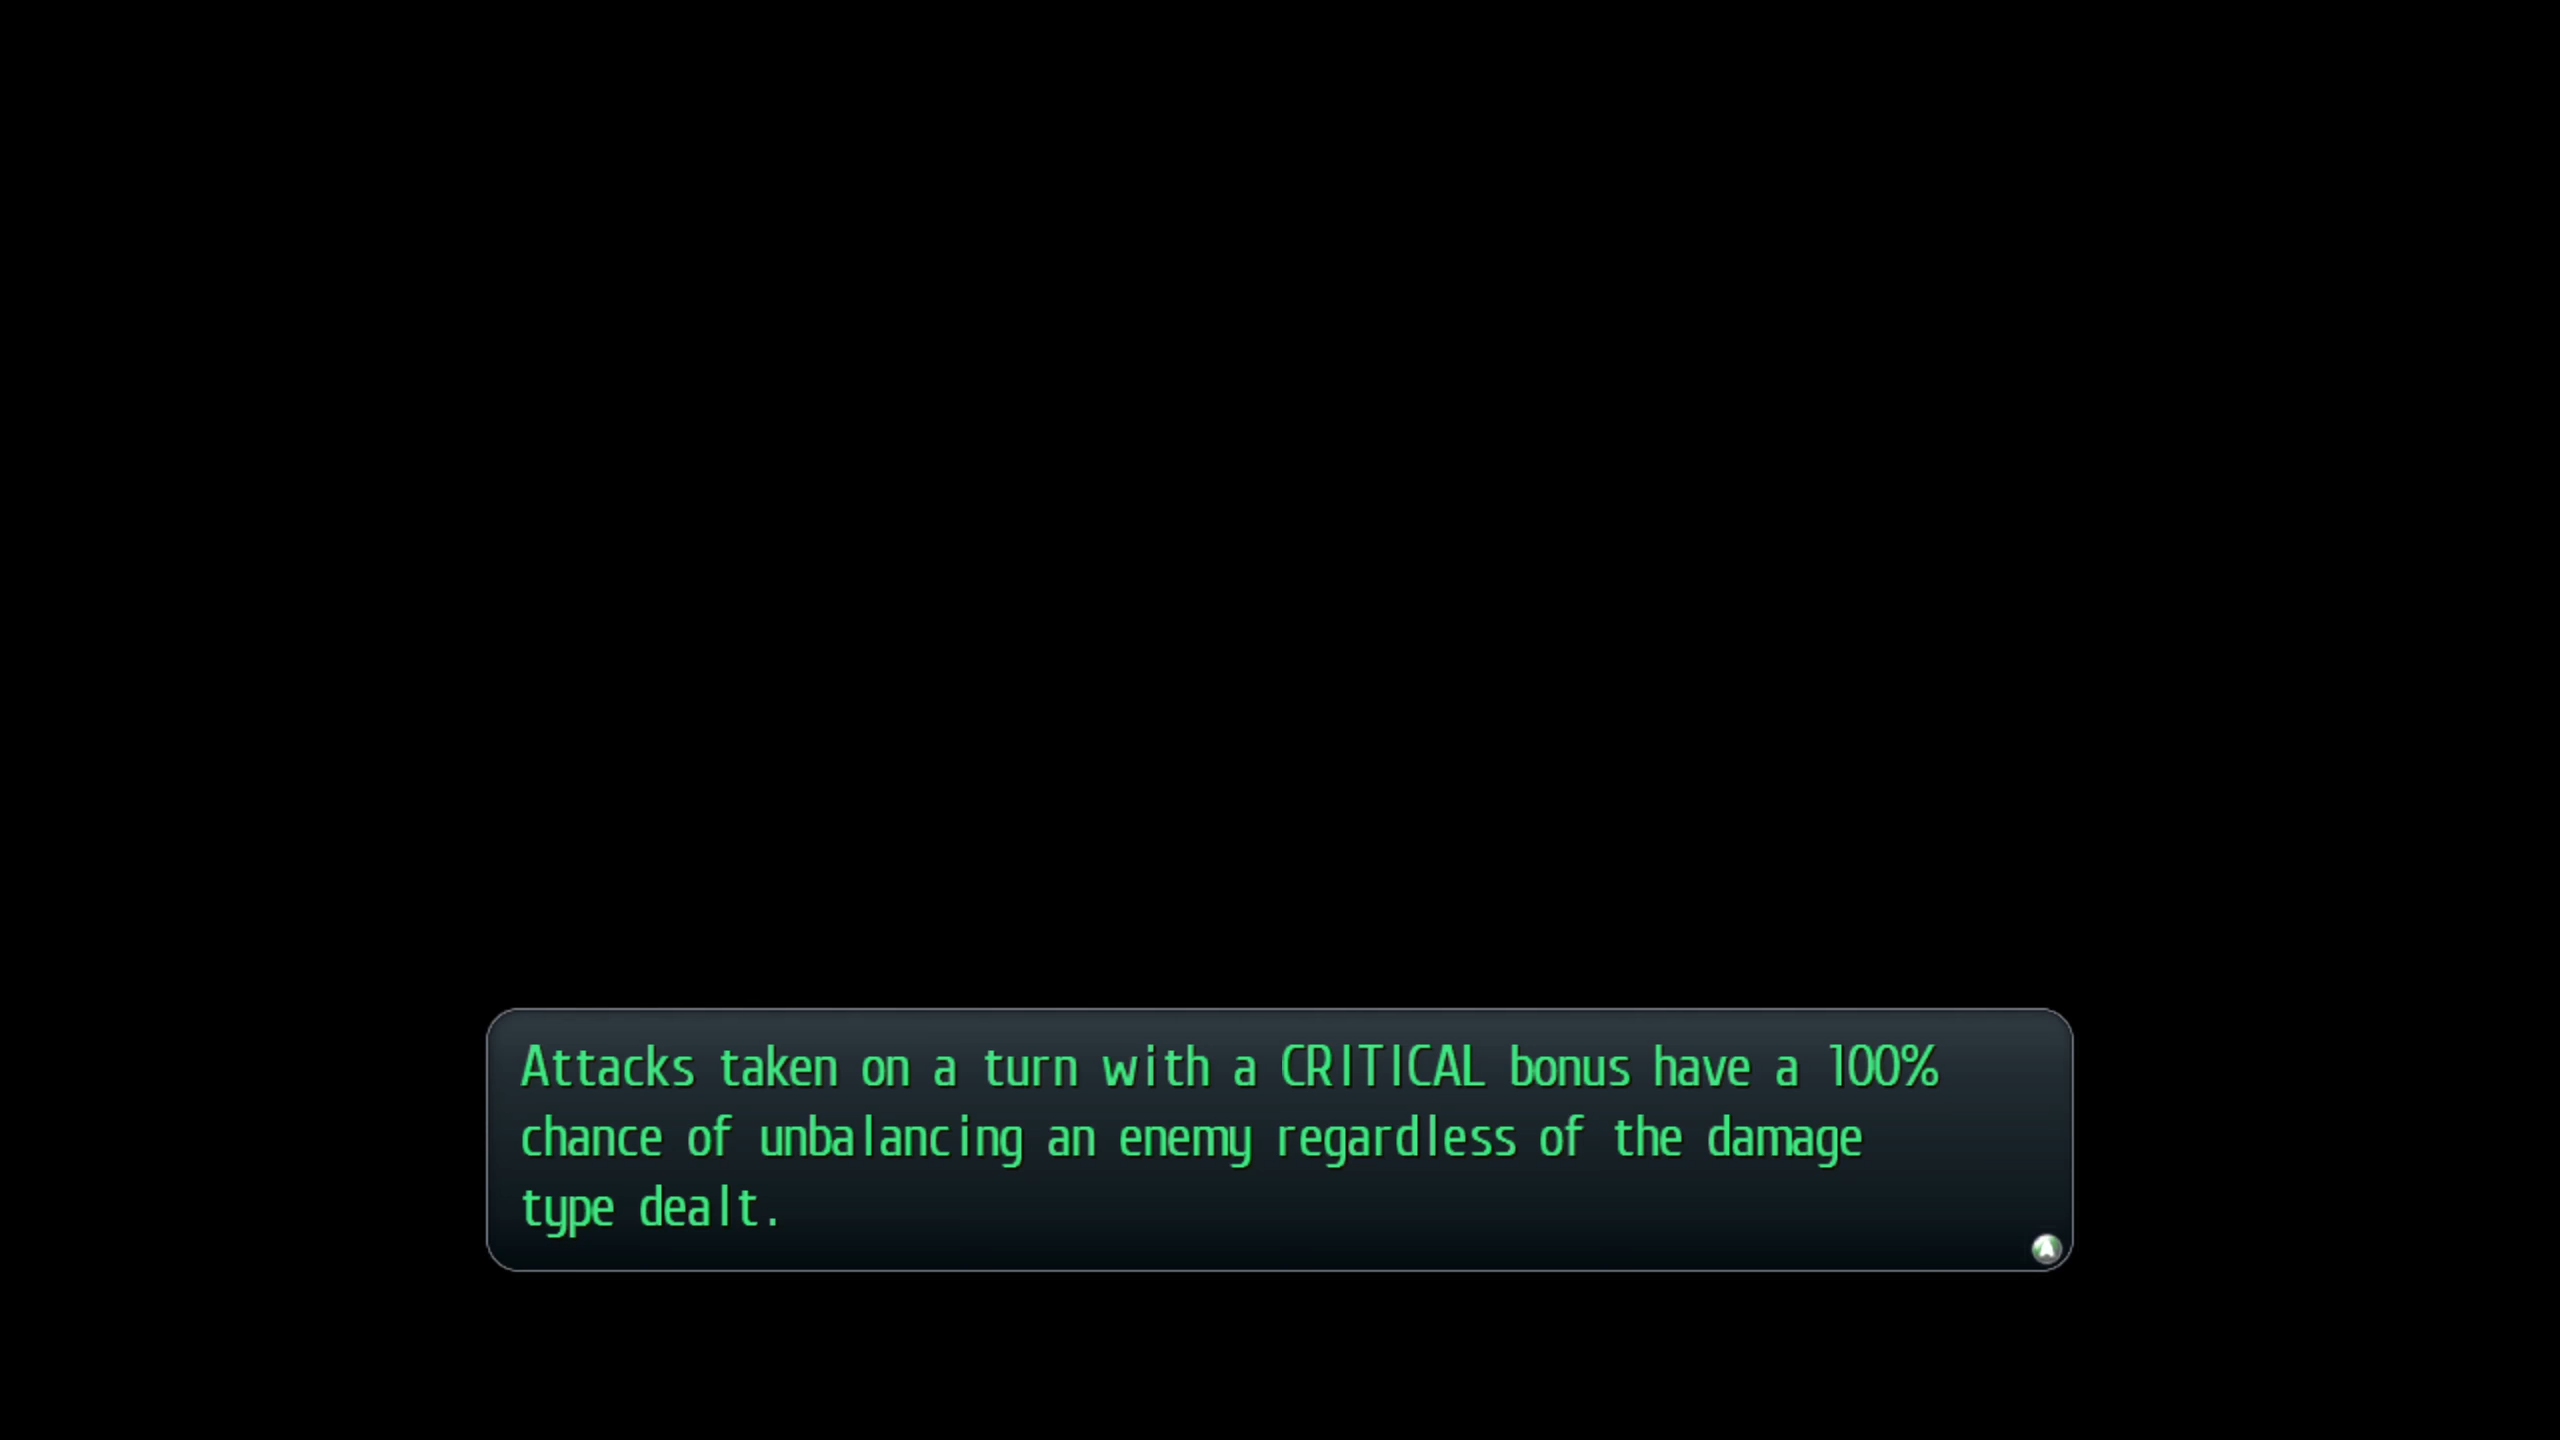 Attacks taken on a turn with a CRITICAL bonus have a 100%
chance of unbalancing an enemy regardless of the damage
type dealt.